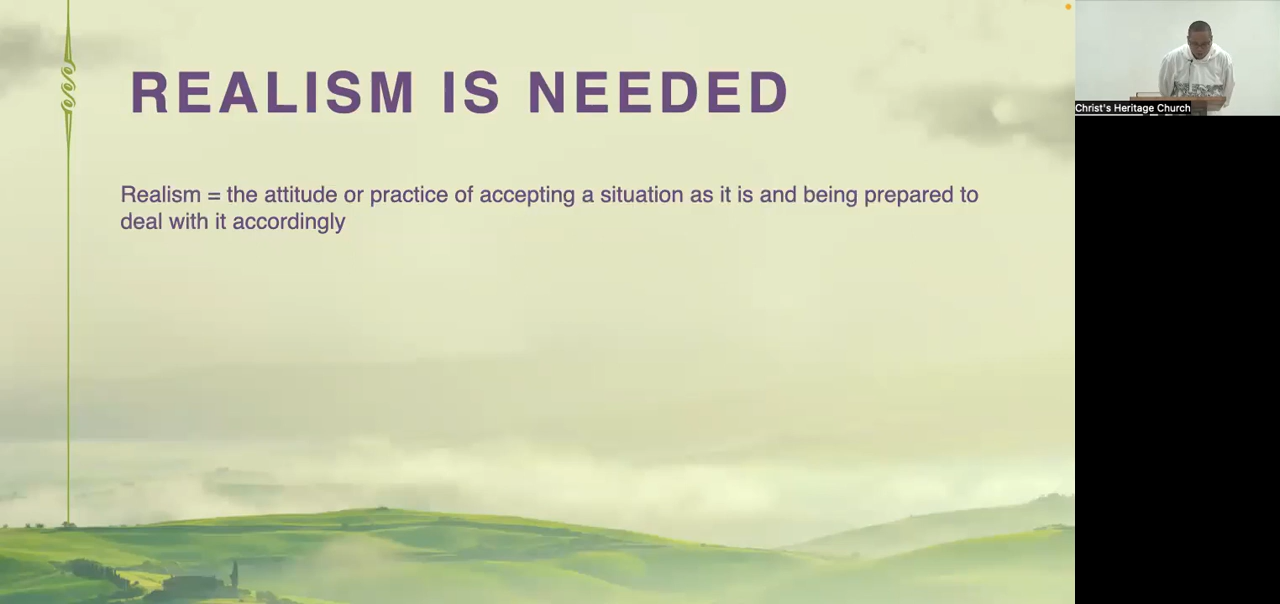 REALISM IS NEEDED
Realism = the attitude or practice of accepting a situation as it is and being prepared to
deal with it accordingly
Christ's Heritage Church